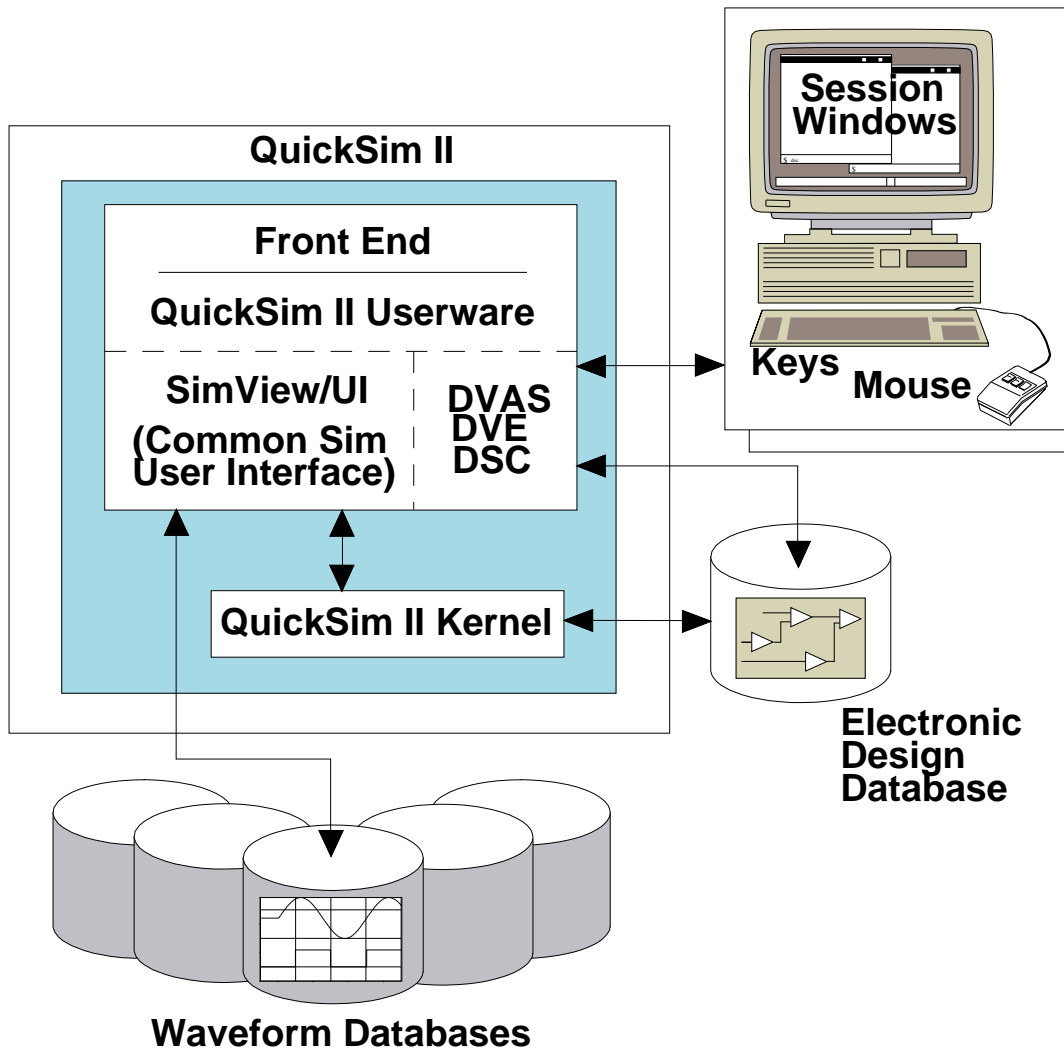 QuickSim II
Front End
QuickSim II Userware
SimView/UI
(Common Sim
User Interface)
DVAS
DVE
DSC
QuickSim II Kernel
Session
Windows
$ dsc
$
Keys
Mouse
Electronic
Design
Database
Waveform Databases